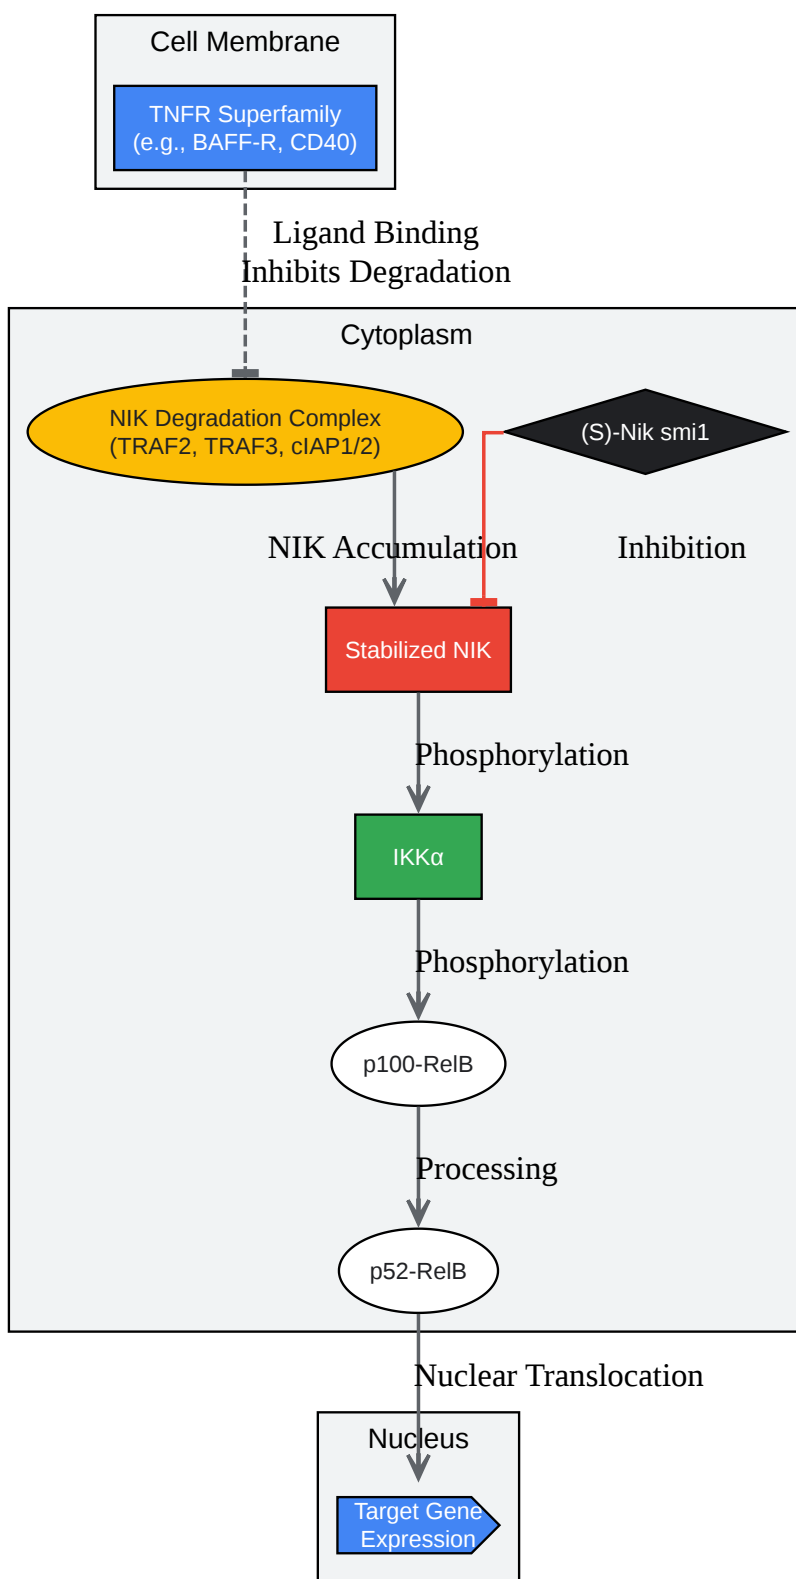 Cell Membrane
TNFR Superfamily
(e.g., BAFF-R, CD40)
Ligand Binding
Inhibits Degradation
Cytoplasm
NIK Degradation Complex
(TRAF2, TRAF3, cIAP1/2)
(S)-Nik smi1
NIK Accumulation
Inhibition
Stabilized NIK
Phosphorylation
IKKα
Phosphorylation
p100-RelB
Processing
p52-RelB
Nuclear Translocation
Nucleus
Target Gene
Expression